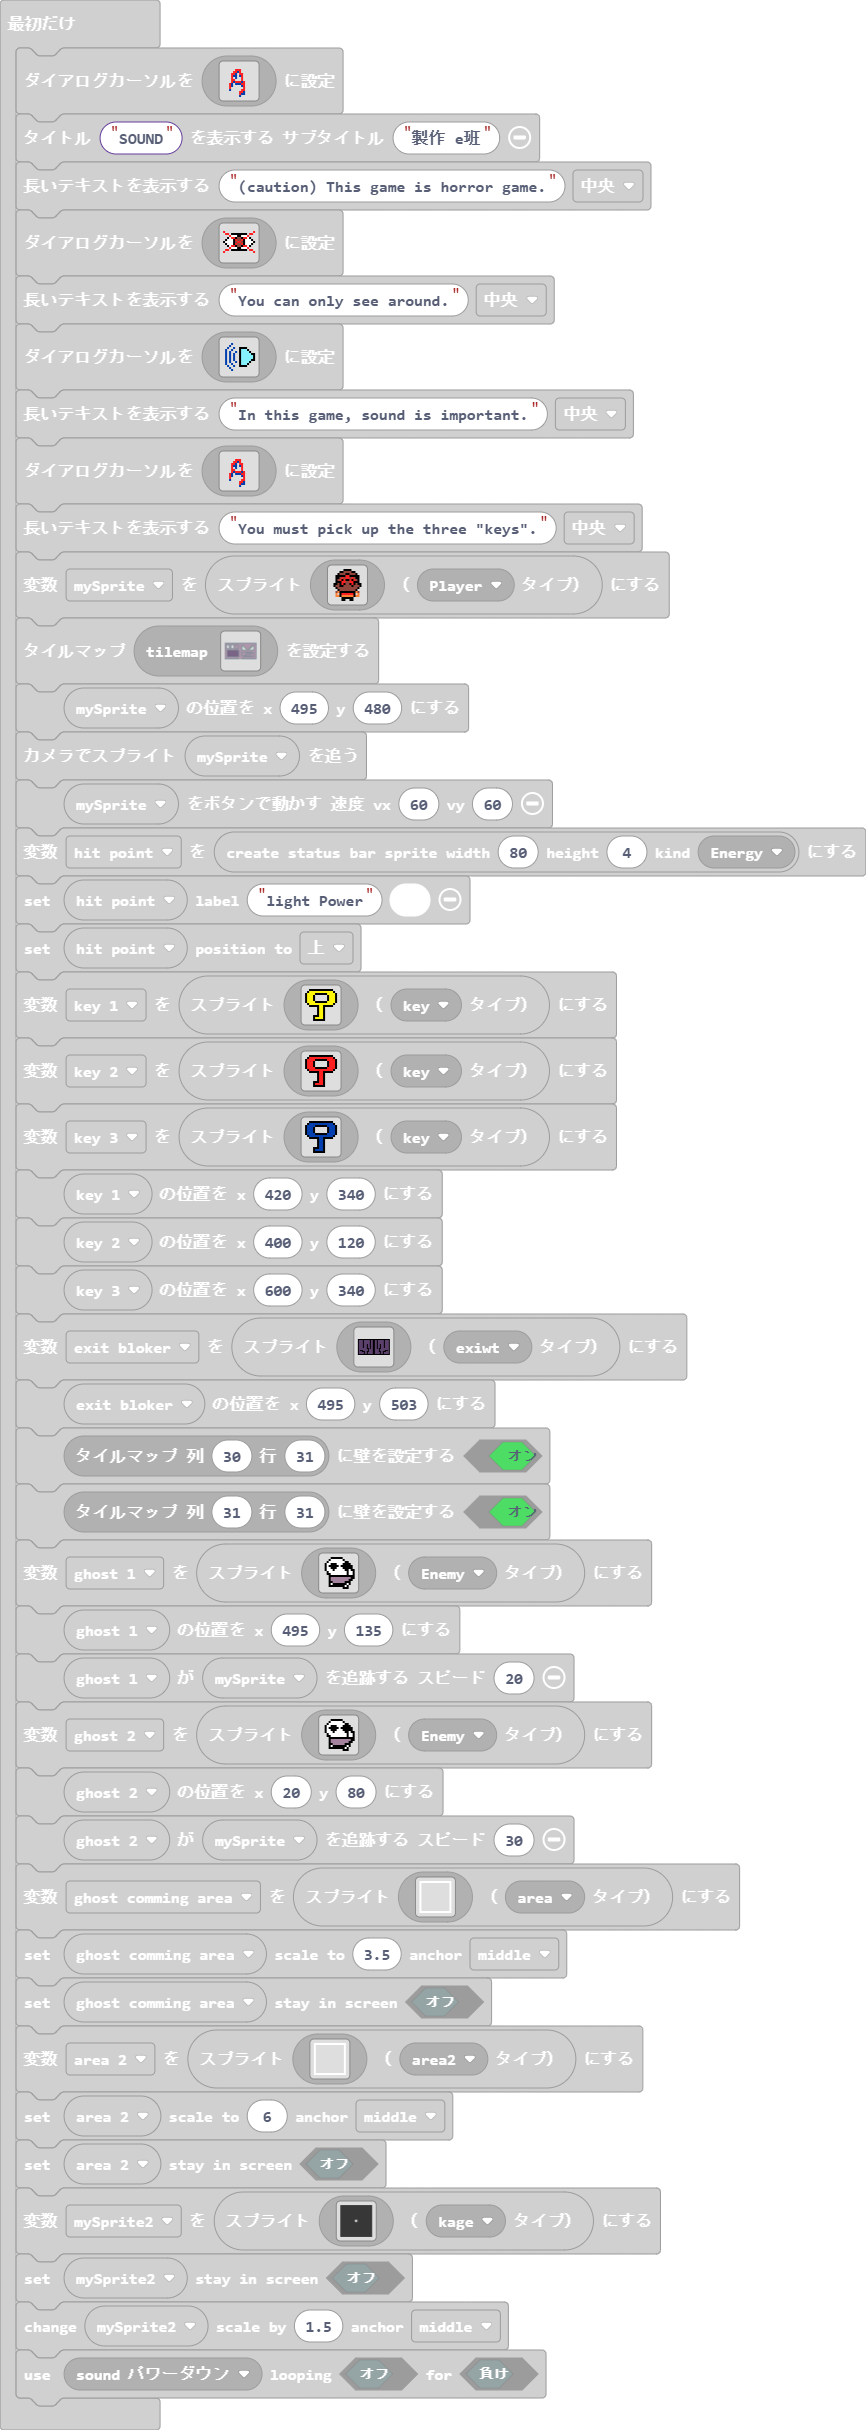 最初だけ
ダイアログカーソルを に設定
タイトル "SOUND" を表示する サブタイトル "製作 e班"
長いテキストを表示する "(caution) This game is horror game." 中央
ダイアログカーソルを に設定
長いテキストを表示する "You can only see around." 中央
ダイアログカーソルを に設定
長いテキストを表示する "In this game, sound is important." 中央
ダイアログカーソルを に設定
長いテキストを表示する "You must pick up the three "keys"." 中央
変数 mySprite を スプライト ( Player タイプ) にする
タイルマップ tilemap を設定する
mySprite の位置を x 495 y 480 にする
カメラでスプライト mySprite を追う
mySprite をボタンで動かす 速度 vx 60 vy 60
変数 hit point を create status bar sprite width 80 height 4 kind Energy にする
set hit point label "light Power"
set hit point position to 上
変数 key 1 を スプライト ( key タイプ) にする
変数 key 2 を スプライト ( key タイプ) にする
変数 key 3 を スプライト ( key タイプ) にする
key 1 の位置を x 420 y 340 にする
key 2 の位置を x 400 y 120 にする
key 3 の位置を x 600 y 340 にする
変数 exit bloker を スプライト ( exiwt タイプ) にする
exit bloker の位置を x 495 y 503 にする
タイルマップ 列 30 行 31 に壁を設定する オン
タイルマップ 列 31 行 31 に壁を設定する オン
変数 ghost 1 を スプライト ( Enemy タイプ) にする
ghost 1 の位置を x 495 y 135 にする
ghost 1 が mySprite を追跡する スピード 20
変数 ghost 2 を スプライト ( Enemy タイプ) にする
ghost 2 の位置を x 20 y 80 にする
ghost 2 が mySprite を追跡する スピード 30
変数 ghost comming area を スプライト ( area タイプ) にする
set ghost comming area scale to 3.5 anchor middle
set ghost comming area stay in screen オフ
変数 area 2 を スプライト ( area2 タイプ) にする
set area 2 scale to 6 anchor middle
set area 2 stay in screen オフ
変数 mySprite2 を スプライト ( kage タイプ) にする
set mySprite2 stay in screen オフ
change mySprite2 scale by 1.5 anchor middle
use sound パワーダウン looping オフ for 負け